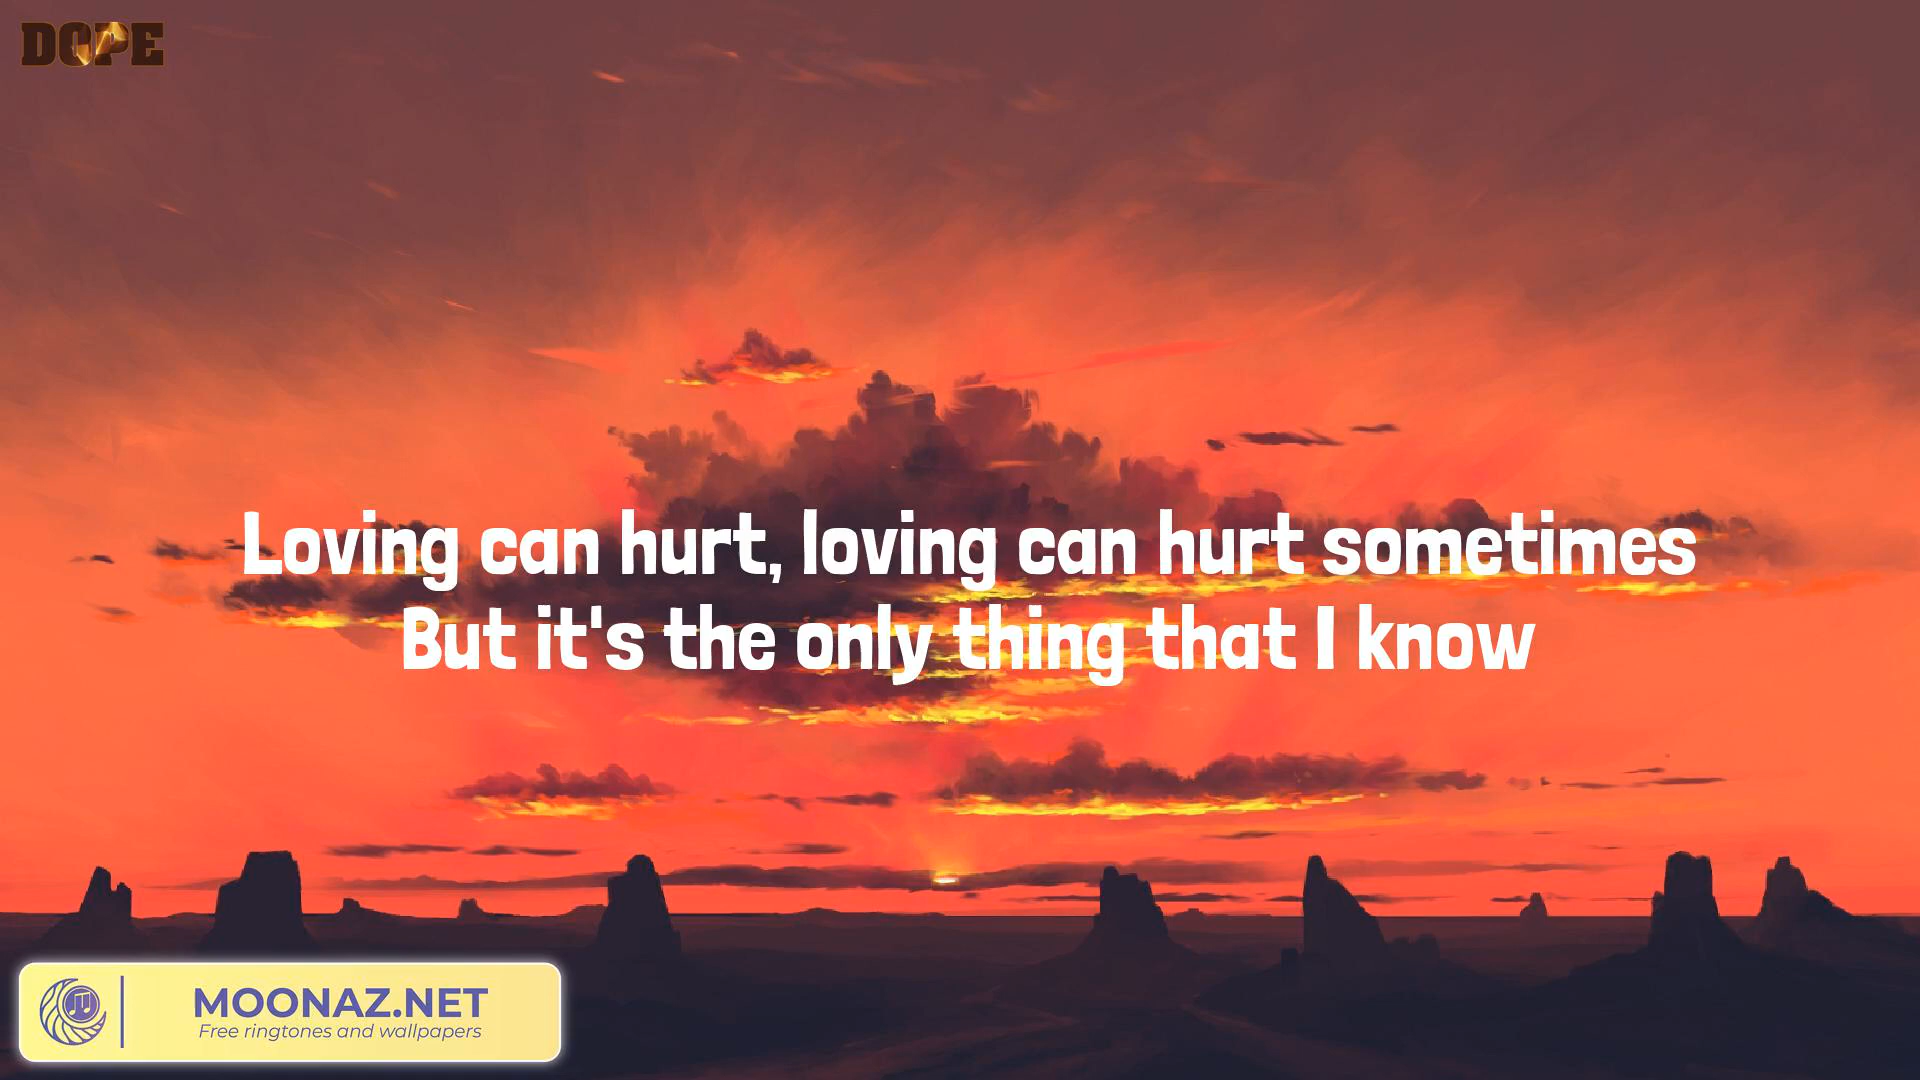 DOPE
Loving can hurt, loving can hurt sometimes
But it's the only thing that I know
MOONAZ.NET
Free ringtones and wallpapers